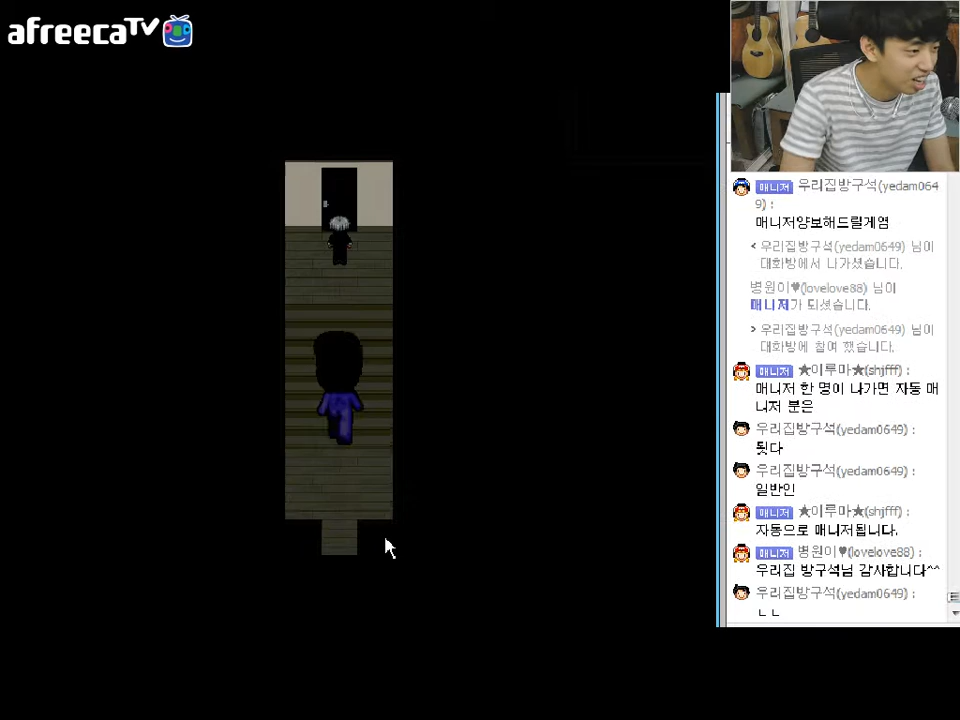 afreecaTV
매니저 우리집방구석(yedam064
9) :
매니저양보해드릴게염
< 우리집방구석(yedam0649) 님이
대화방에서 나가셨습니다.
병원이♥(lovelove88) 님이
매니저가 되셨습니다.
> 우리집방구석(yedam0649) 님이
대화방에 참여 했습니다.
매니저 ★이루마★(shjfff) :
매니저 한 명이 나가면 자동 매
니저 분은
우리집방구석(yedam0649) :
됫다
우리집방구석(yedam0649) :
일반인
매니저 ★이루마★(shjfff) :
자동으로 매니저됩니다.
매니저 병원이♥(lovelove88) :
우리집 방구석님 감사합니다^^
우리집방구석(yedam0649) :
ㄴㄴ